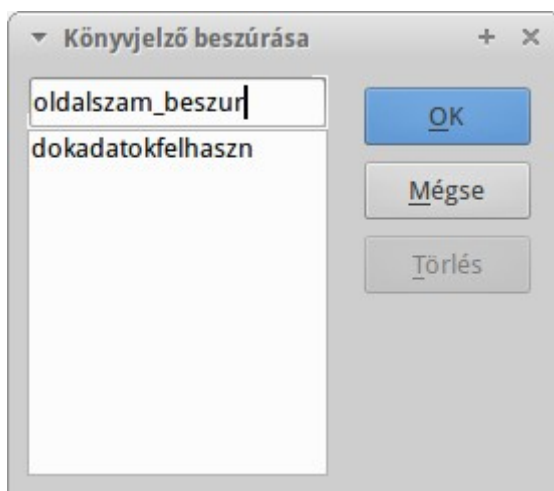 Könyvjelző beszúrása
oldalszam_beszur
dokadatokfelhaszn
OK
Mégse
Törlés